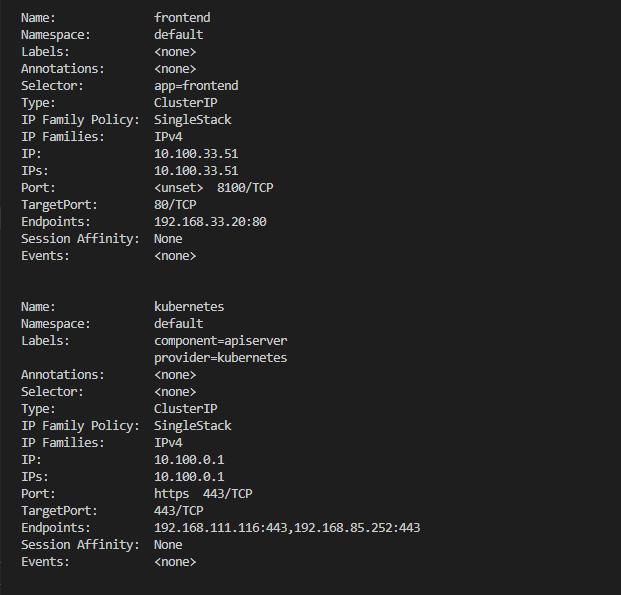 Name:              frontend
Namespace:         default
Labels:            <none>
Annotations:       <none>
Selector:          app=frontend
Type:              ClusterIP
IP Family Policy:  SingleStack
IP Families:       IPv4
IP:                10.100.33.51
IPs:               10.100.33.51
Port:              <unset>  8100/TCP
TargetPort:        80/TCP
Endpoints:         192.168.33.20:80
Session Affinity:  None
Events:            <none>
Name:              kubernetes
Namespace:         default
Labels:            component=apiserver
                   provider=kubernetes
Annotations:       <none>
Selector:          <none>
Type:              ClusterIP
IP Family Policy:  SingleStack
IP Families:       IPv4
IP:                10.100.0.1
IPs:               10.100.0.1
Port:              https  443/TCP
TargetPort:        443/TCP
Endpoints:         192.168.111.116:443,192.168.85.252:443
Session Affinity:  None
Events:            <none>